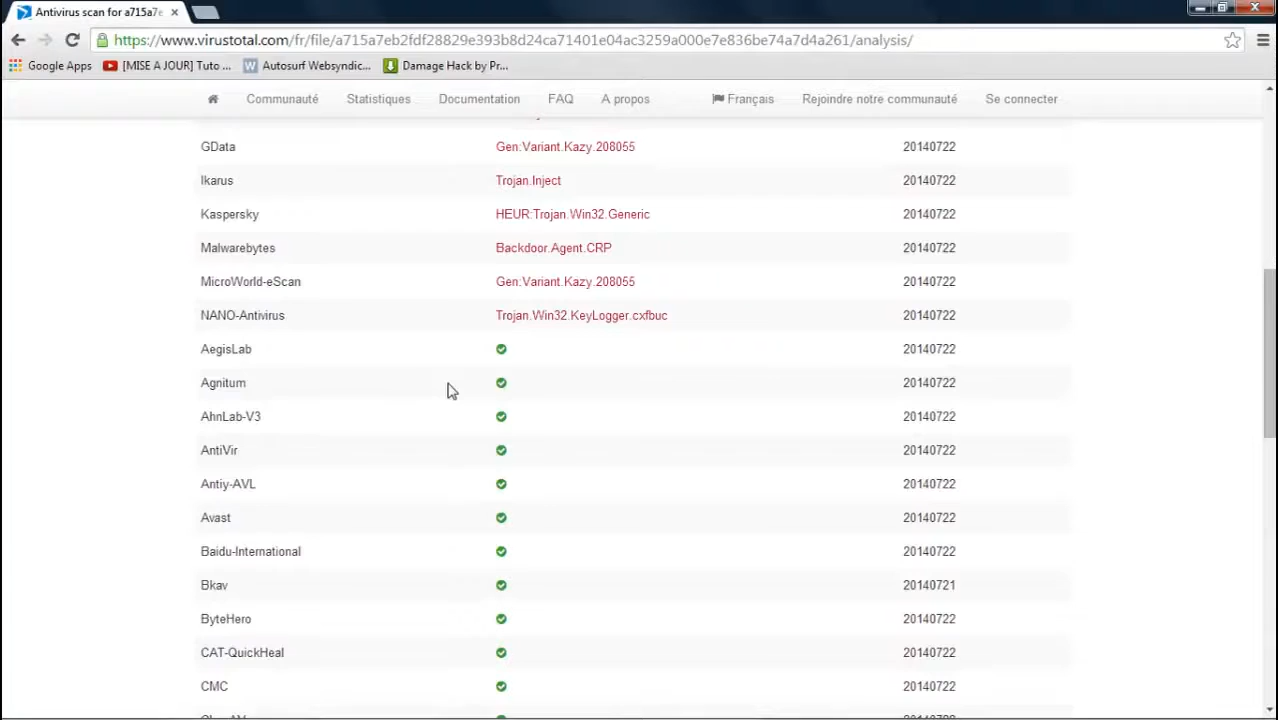 Antivirus scan for a715a7e
https://www.virustotal.com/fr/file/a715a7eb2fdf28829e393b8d24ca71401e04ac3259a000e7e836be74a7d4a261/analysis/
Google Apps [MISE A JOUR] Tuto ... Autosurf Websyndic... Damage Hack by Pr...
Communauté Statistiques Documentation FAQ A propos Français Rejoindre notre communauté Se connecter
GData Gen:Variant.Kazy.208055 20140722
Ikarus Trojan.Inject 20140722
Kaspersky HEUR:Trojan.Win32.Generic 20140722
Malwarebytes Backdoor.Agent.CRP 20140722
MicroWorld-eScan Gen:Variant.Kazy.208055 20140722
NANO-Antivirus Trojan.Win32.KeyLogger.cxfbuc 20140722
AegisLab 20140722
Agnitum 20140722
AhnLab-V3 20140722
AntiVir 20140722
Antiy-AVL 20140722
Avast 20140722
Baidu-International 20140722
Bkav 20140721
ByteHero 20140722
CAT-QuickHeal 20140722
CMC 20140722